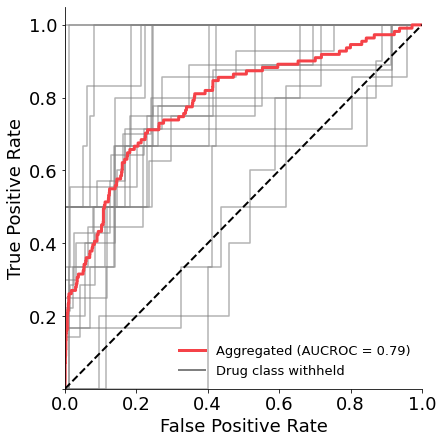 True Positive Rate
1.0
0.8
0.6
0.4
0.2
Aggregated (AUCROC = 0.79)
Drug class withheld
0.0 0.2 0.4 0.6 0.8 1.0
False Positive Rate